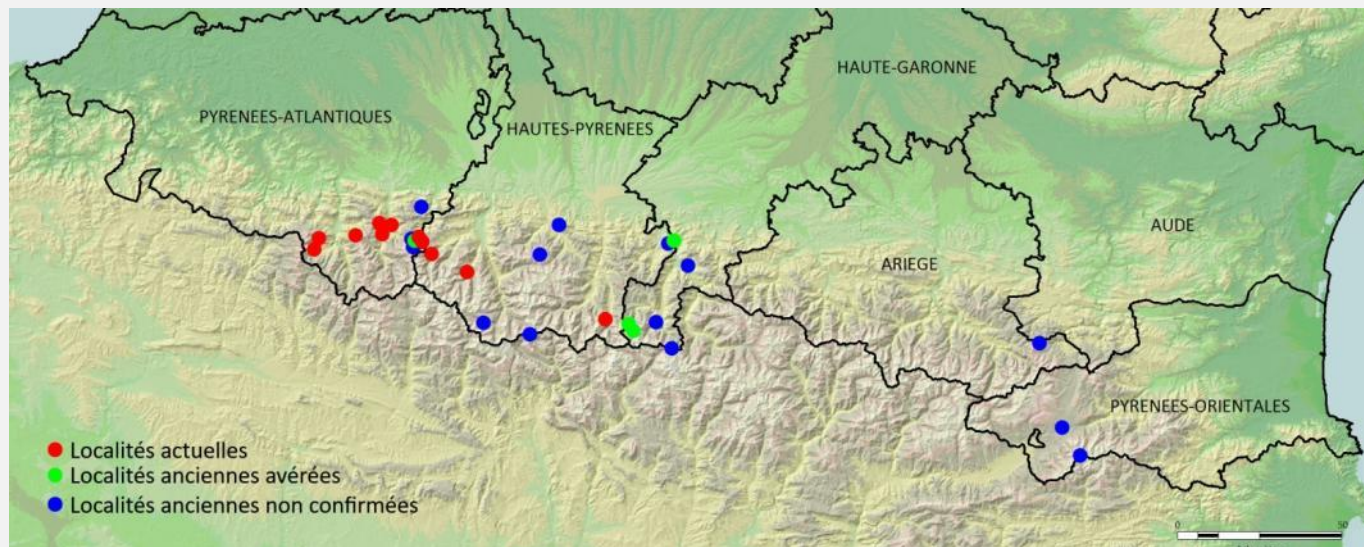 HAUTE-GARONNE
PYRENEES-ATLANTIQUES
HAUTES-PYRENEES
AUDE
ARIEGE
PYRENEES-ORIENTALES
Localités actuelles
Localités anciennes avérées
Localités anciennes non confirmées
0 50